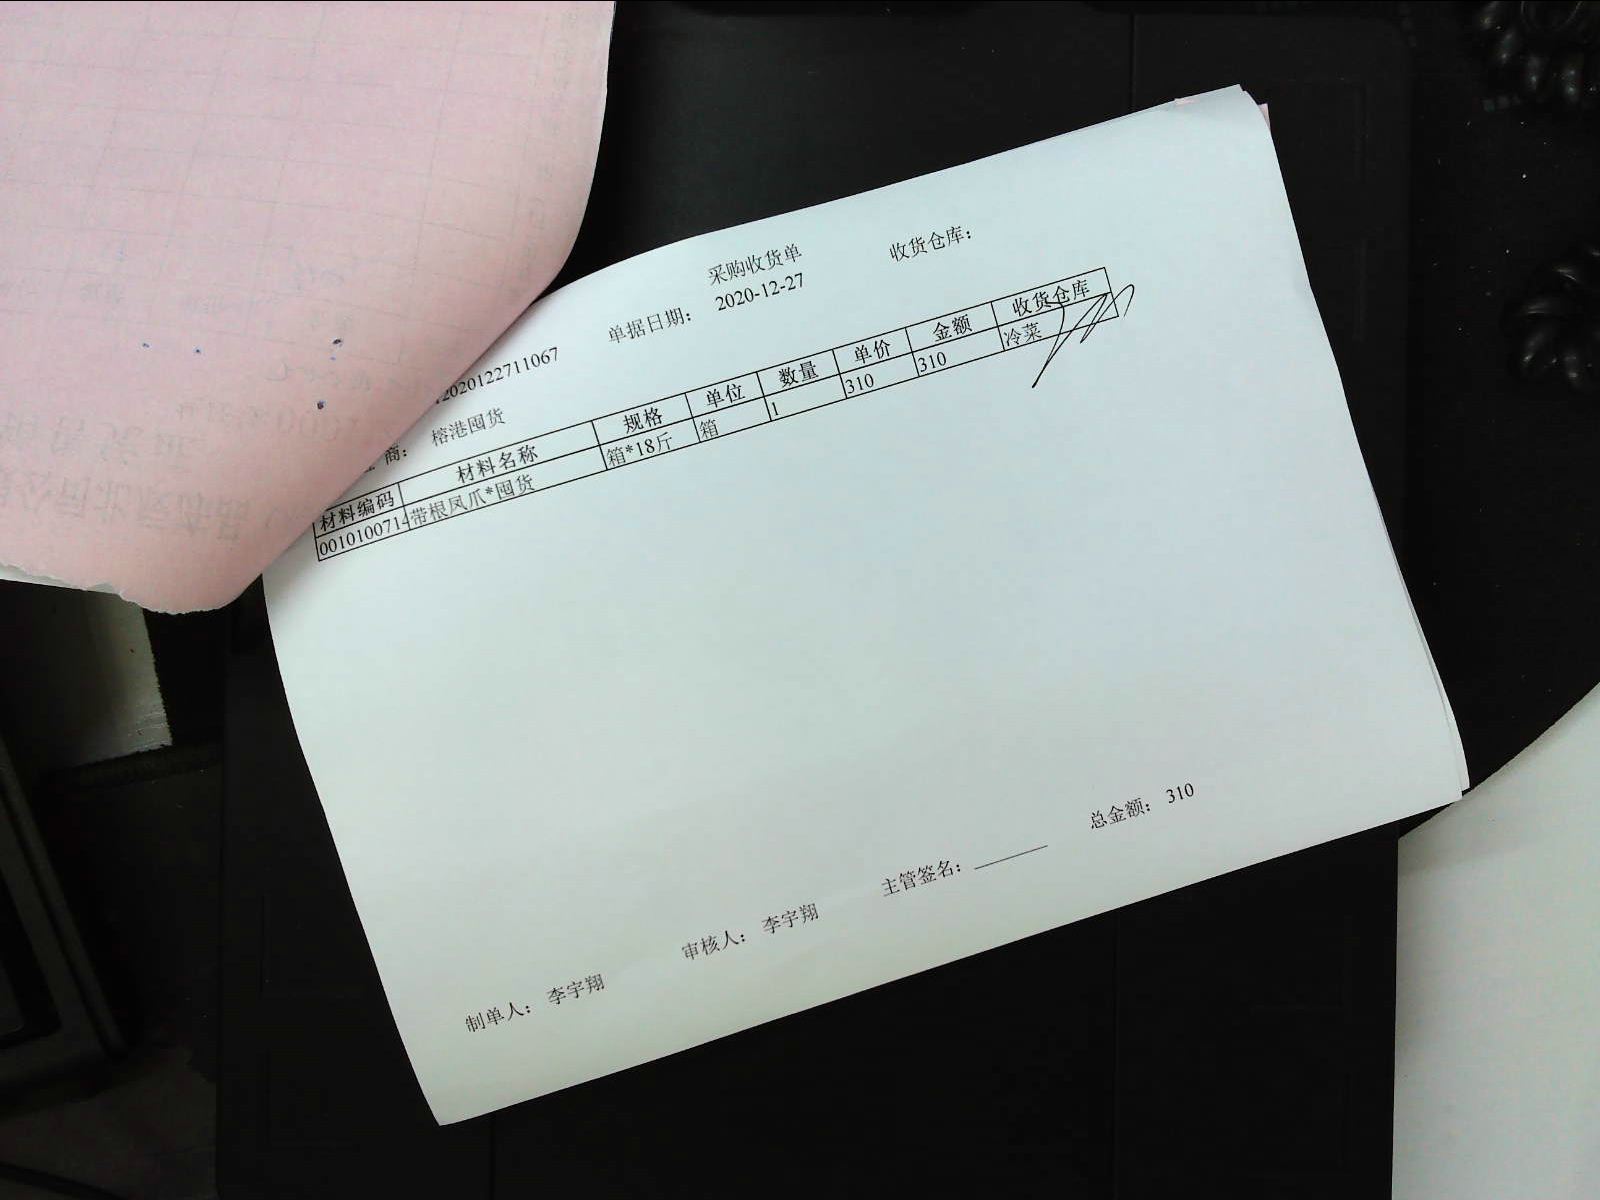 采购收货单 收货仓库:
单据日期: 2020-12-27
2020122711067
商: 榕港囤货
材料编码 材料名称 规格 单位 数量 单价 金额 收货仓库
0010100714 带根凤爪*囤货 箱*18斤 箱 1 310 310 冷菜
制单人: 李宇翔 审核人: 李宇翔 主管签名: 总金额: 310